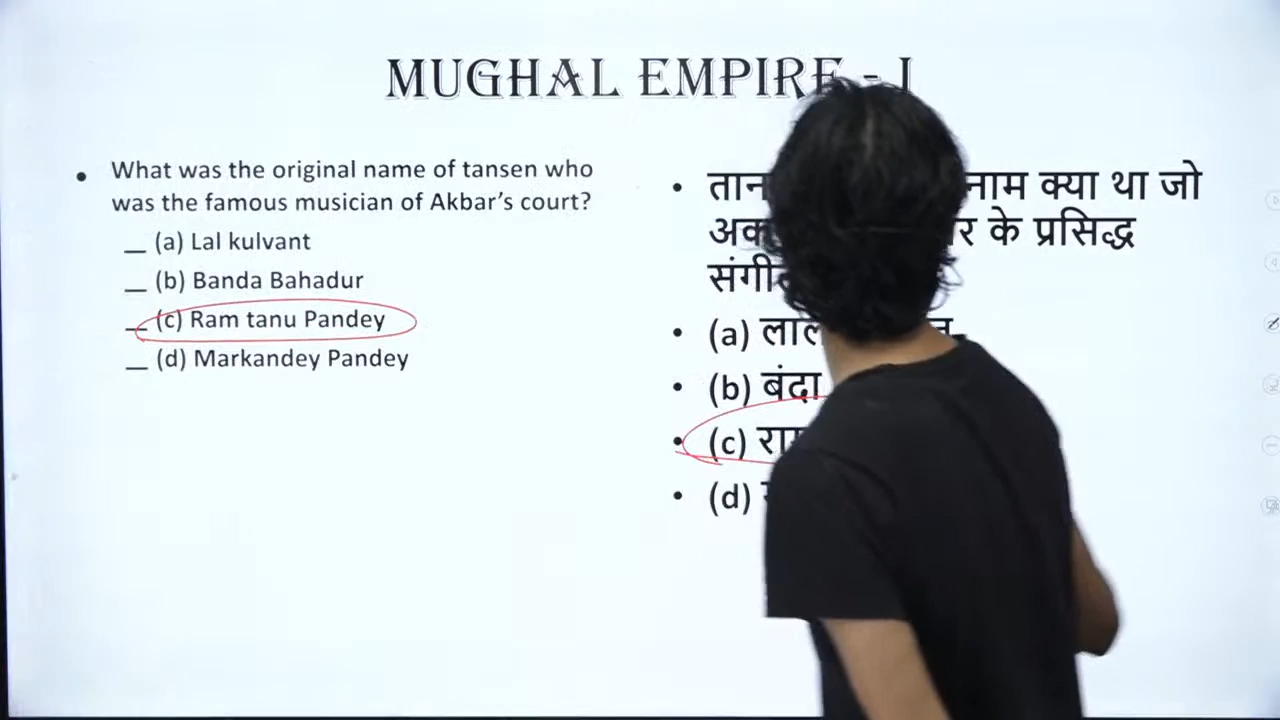 MUGHAL EMPIRE - I
• What was the original name of tansen who
was the famous musician of Akbar's court?
_ (a) Lal kulvant
_ (b) Banda Bahadur
_ (c) Ram tanu Pandey
_ (d) Markandey Pandey
• नाम क्या था जो
के प्रसिद्ध
• (a)
• (b) बंदा
• (c)
• (d)